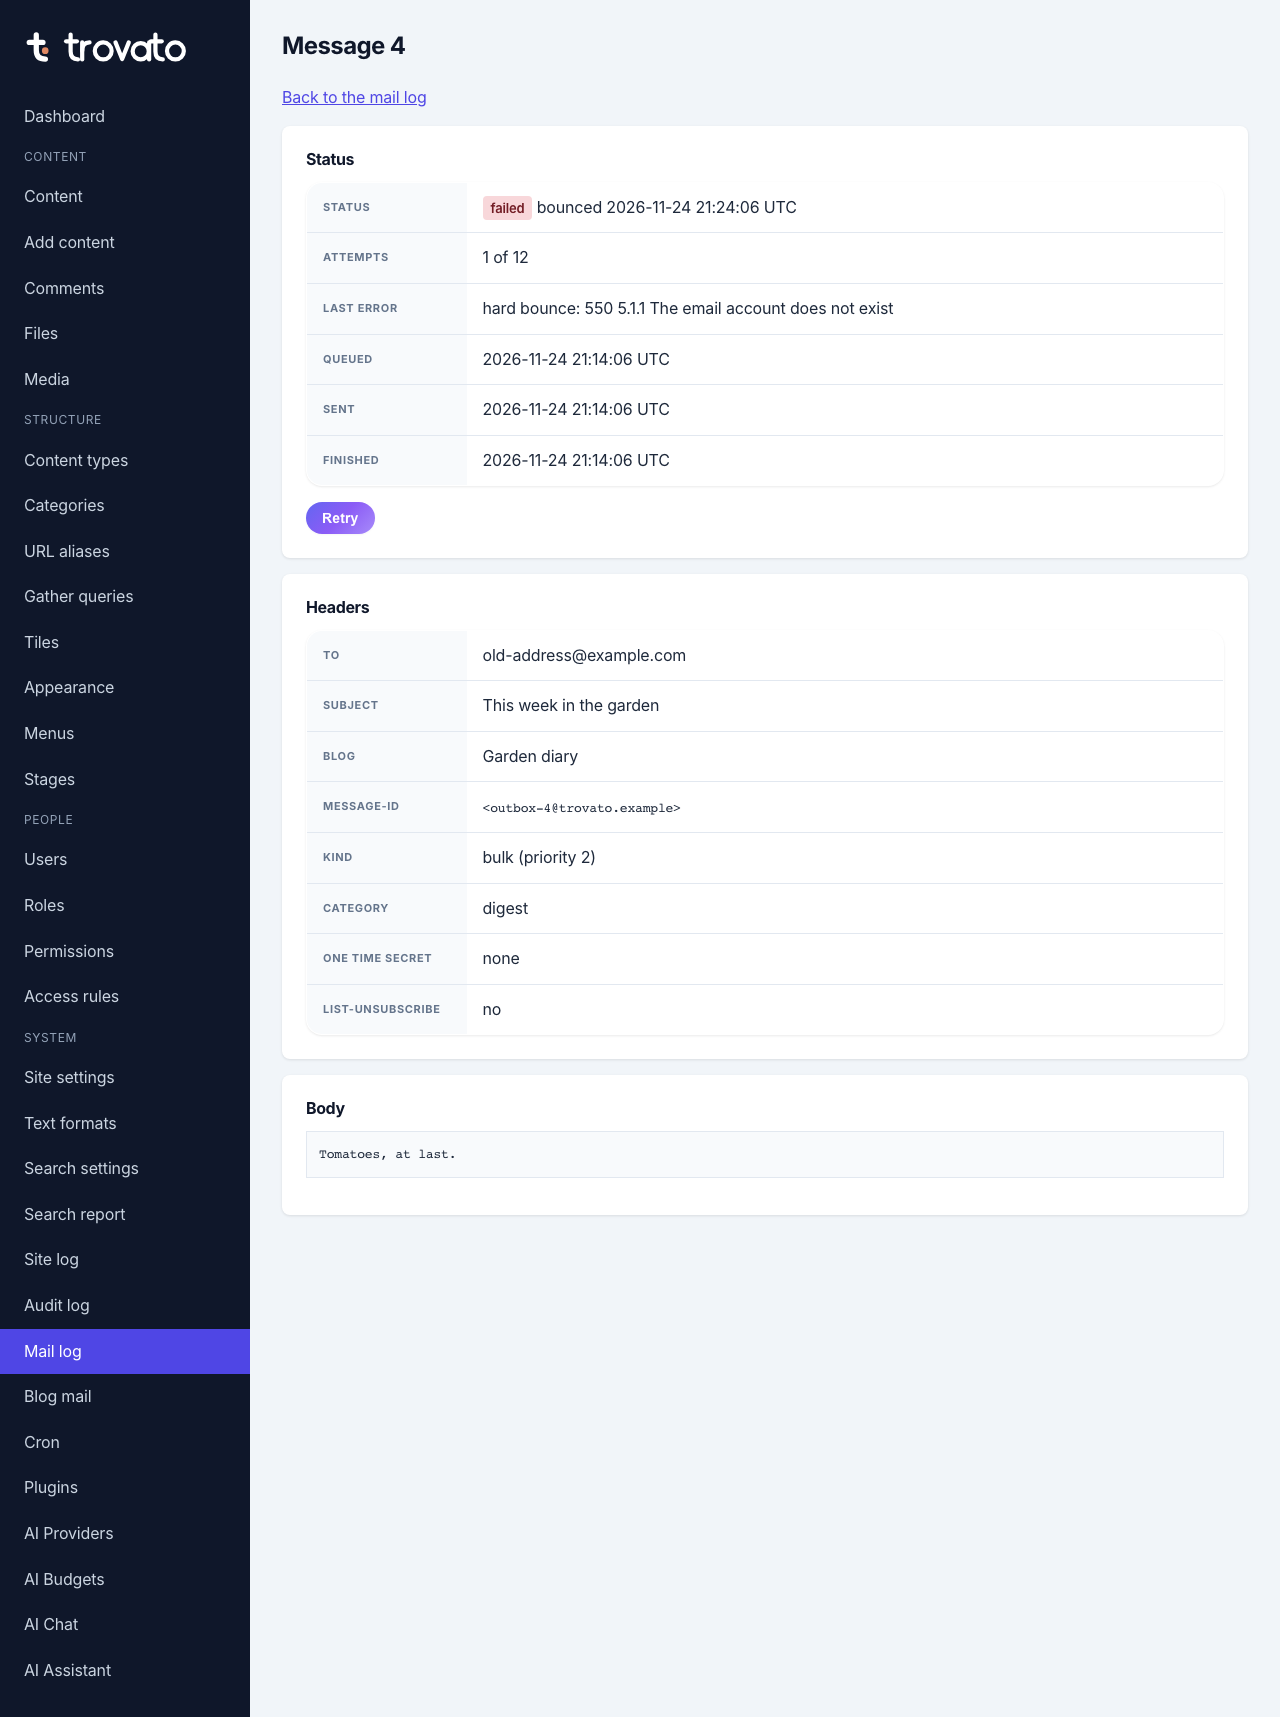 t. trovato
Dashboard
CONTENT
Content
Add content
Comments
Files
Media
STRUCTURE
Content types
Categories
URL aliases
Gather queries
Tiles
Appearance
Menus
Stages
PEOPLE
Users
Roles
Permissions
Access rules
SYSTEM
Site settings
Text formats
Search settings
Search report
Site log
Audit log
Mail log
Blog mail
Cron
Plugins
AI Providers
AI Budgets
AI Chat
AI Assistant
Message 4
Back to the mail log
Status
STATUS failed bounced 2026-11-24 21:24:06 UTC
ATTEMPTS 1 of 12
LAST ERROR hard bounce: 550 5.1.1 The email account does not exist
QUEUED 2026-11-24 21:14:06 UTC
SENT 2026-11-24 21:14:06 UTC
FINISHED 2026-11-24 21:14:06 UTC
Retry
Headers
TO old-address@example.com
SUBJECT This week in the garden
BLOG Garden diary
MESSAGE-ID <outbox-4@trovato.example>
KIND bulk (priority 2)
CATEGORY digest
ONE TIME SECRET none
LIST-UNSUBSCRIBE no
Body
Tomatoes, at last.